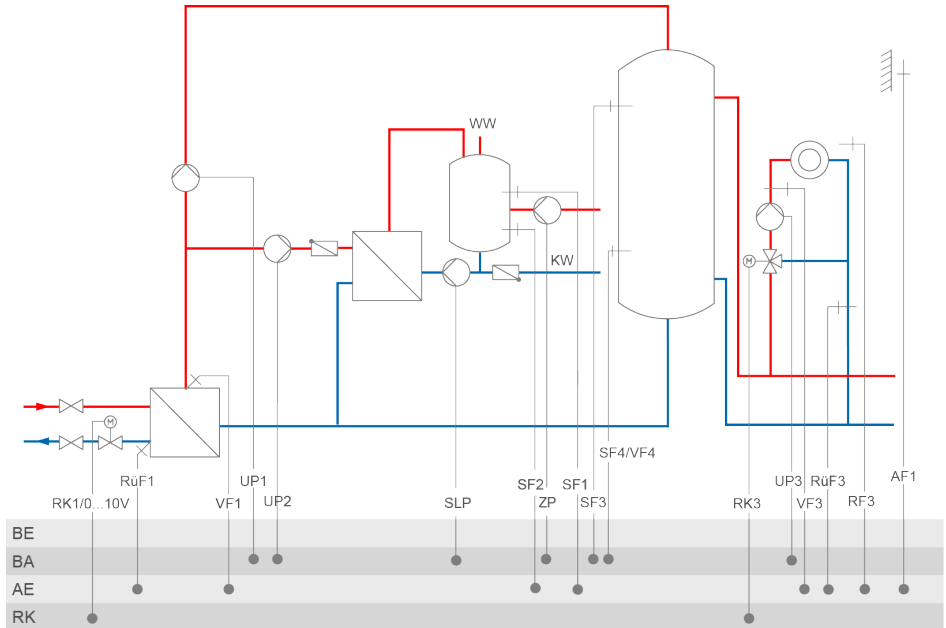 WW
KW
M
M
SF4/VF4
RüF1
UP1
SF2
SF1
UP3
RüF3
AF1
RK1/0...10V
VF1
UP2
SLP
ZP
SF3
RK3
VF3
RF3
BE
BA
AE
RK